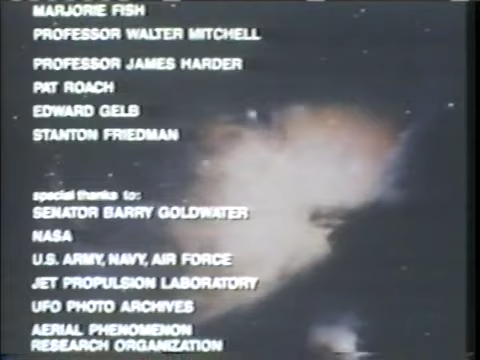 MARJORIE FISH
PROFESSOR WALTER MITCHELL
PROFESSOR JAMES HARDER
PAT ROACH
EDWARD GELB
STANTON FRIEDMAN
special thanks to:
SENATOR BARRY GOLDWATER
NASA
U.S. ARMY, NAVY, AIR FORCE
JET PROPULSION LABORATORY
UFO PHOTO ARCHIVES
AERIAL PHENOMENON
RESEARCH ORGANIZATION